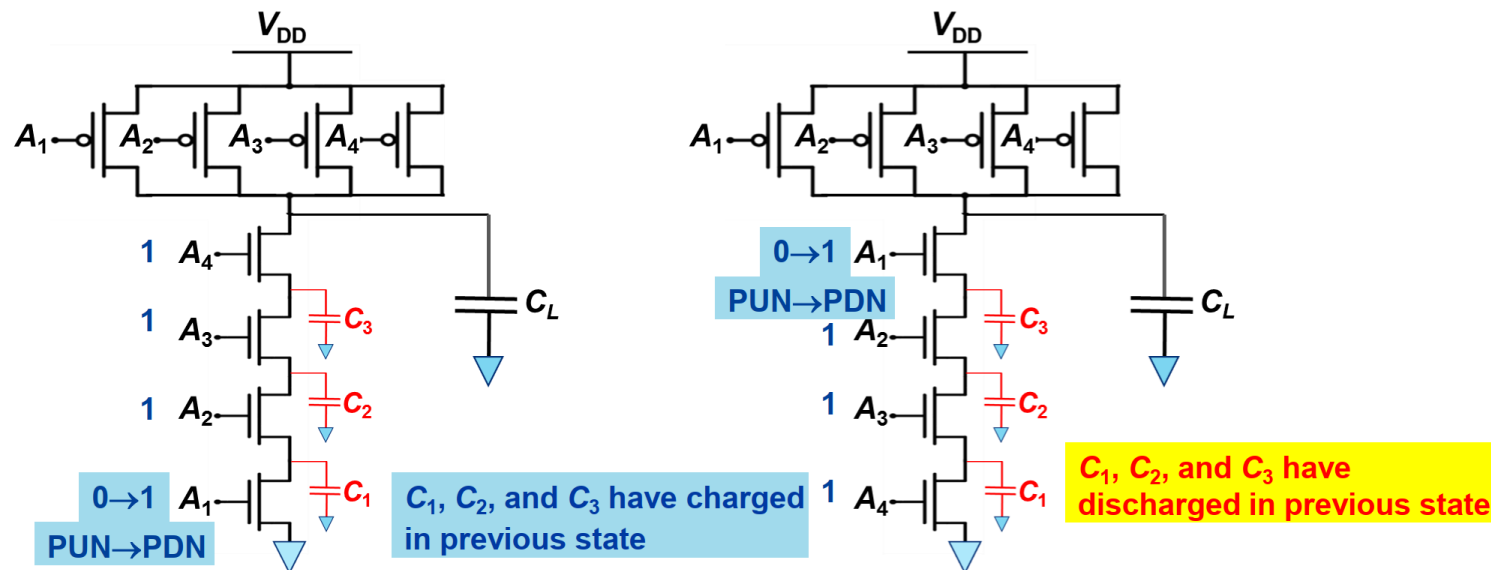 VDD
A1 A2 A3 A4
1 A4
C3
CL
1 A3
C2
1 A2
C1
0→1 A1
PUN→PDN
C1, C2, and C3 have charged
in previous state
VDD
A1 A2 A3 A4
0→1 A1
PUN→PDN
C3
CL
1 A2
C2
1 A3
C1
1 A4
C1, C2, and C3 have
discharged in previous state